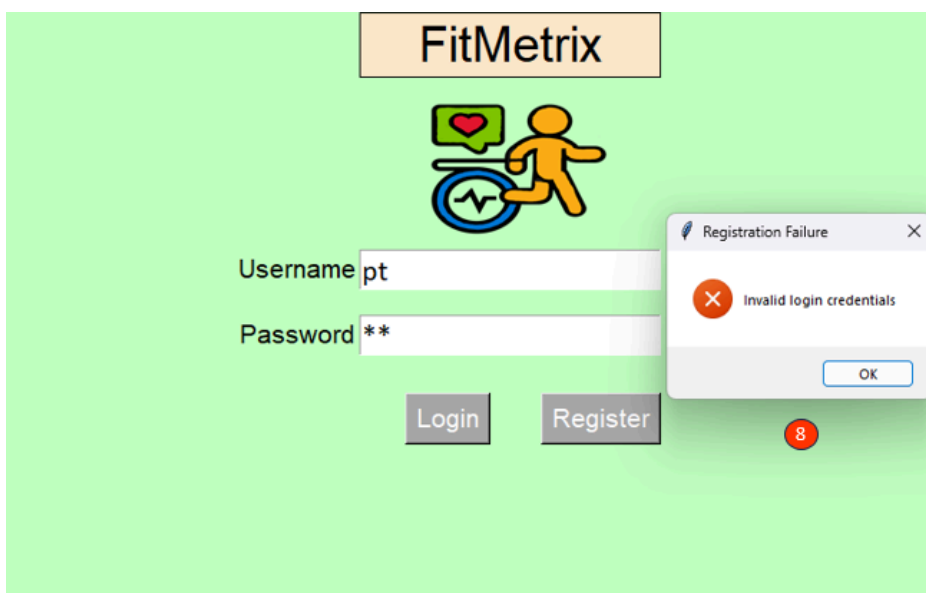 FitMetrix
Registration Failure
Username pt
Invalid login credentials
Password **
OK
Login Register
8